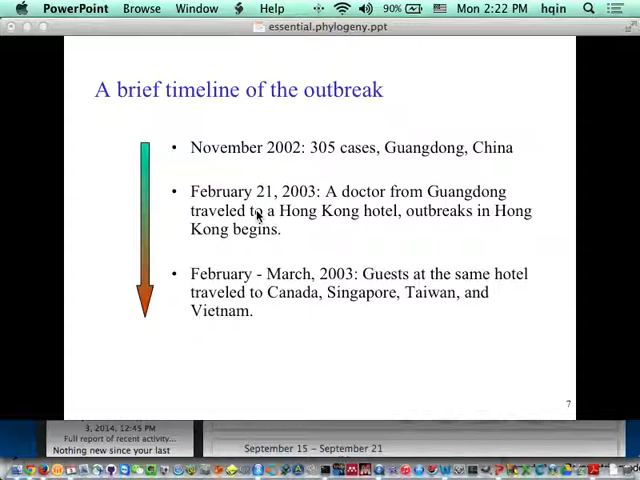 PowerPoint Browse Window Help 90% Mon 2:22 PM hqin
essential.phylogeny.ppt
A brief timeline of the outbreak
• November 2002: 305 cases, Guangdong, China
• February 21, 2003: A doctor from Guangdong
traveled to a Hong Kong hotel, outbreaks in Hong
Kong begins.
• February - March, 2003: Guests at the same hotel
traveled to Canada, Singapore, Taiwan, and
Vietnam.
7
3, 2014, 12:45 PM
Full report of recent activity...
Nothing new since your last
September 15 – September 21